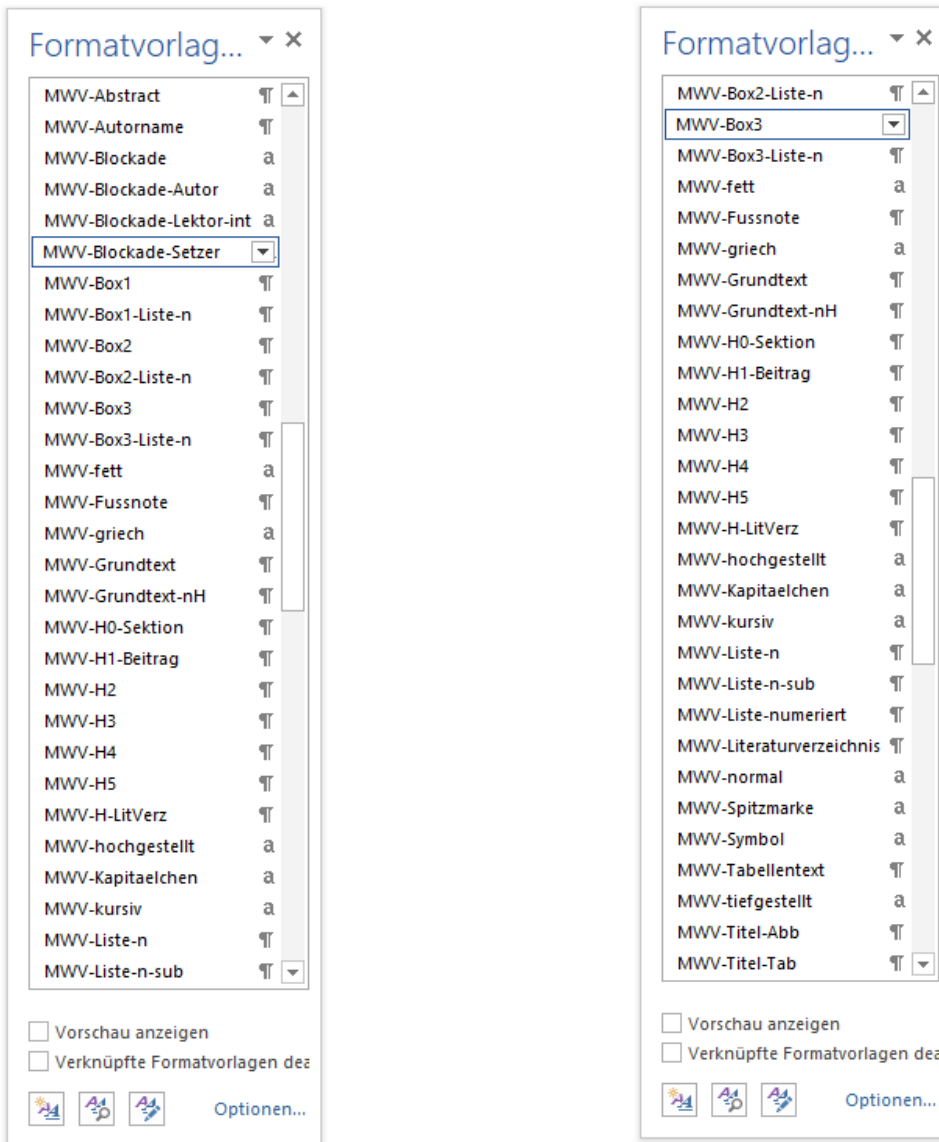 Formatvorlag...
MWV-Abstract ¶
MWV-Autorname ¶
MWV-Blockade a
MWV-Blockade-Autor a
MWV-Blockade-Lektor-int a
MWV-Blockade-Setzer
MWV-Box1 ¶
MWV-Box1-Liste-n ¶
MWV-Box2 ¶
MWV-Box2-Liste-n ¶
MWV-Box3 ¶
MWV-Box3-Liste-n ¶
MWV-fett a
MWV-Fussnote ¶
MWV-griech a
MWV-Grundtext ¶
MWV-Grundtext-nH ¶
MWV-H0-Sektion ¶
MWV-H1-Beitrag ¶
MWV-H2 ¶
MWV-H3 ¶
MWV-H4 ¶
MWV-H5 ¶
MWV-H-LitVerz ¶
MWV-hochgestellt a
MWV-Kapitaelchen a
MWV-kursiv a
MWV-Liste-n ¶
MWV-Liste-n-sub ¶
Vorschau anzeigen
Verknüpfte Formatvorlagen dea
Optionen...
Formatvorlag...
MWV-Box2-Liste-n ¶
MWV-Box3
MWV-Box3-Liste-n ¶
MWV-fett a
MWV-Fussnote ¶
MWV-griech a
MWV-Grundtext ¶
MWV-Grundtext-nH ¶
MWV-H0-Sektion ¶
MWV-H1-Beitrag ¶
MWV-H2 ¶
MWV-H3 ¶
MWV-H4 ¶
MWV-H5 ¶
MWV-H-LitVerz ¶
MWV-hochgestellt a
MWV-Kapitaelchen a
MWV-kursiv a
MWV-Liste-n ¶
MWV-Liste-n-sub ¶
MWV-Liste-numeriert ¶
MWV-Literaturverzeichnis ¶
MWV-normal a
MWV-Spitzmarke a
MWV-Symbol a
MWV-Tabellentext ¶
MWV-tiefgestellt a
MWV-Titel-Abb ¶
MWV-Titel-Tab ¶
Vorschau anzeigen
Verknüpfte Formatvorlagen dea
Optionen...